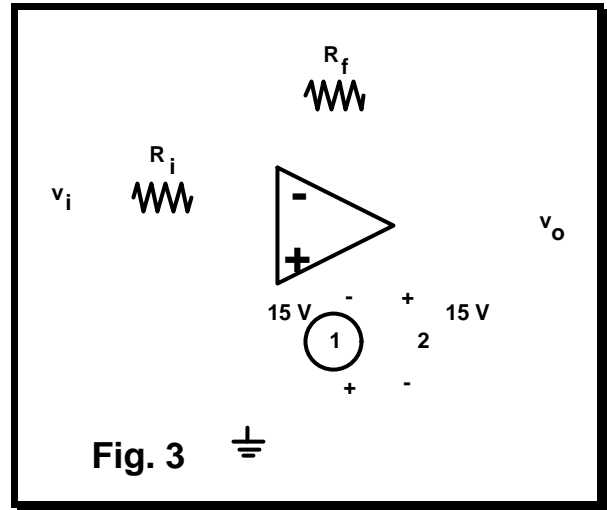 R f
R i
v i
-
v o
+
15 V - + 15 V
1 2
+ -
Fig. 3